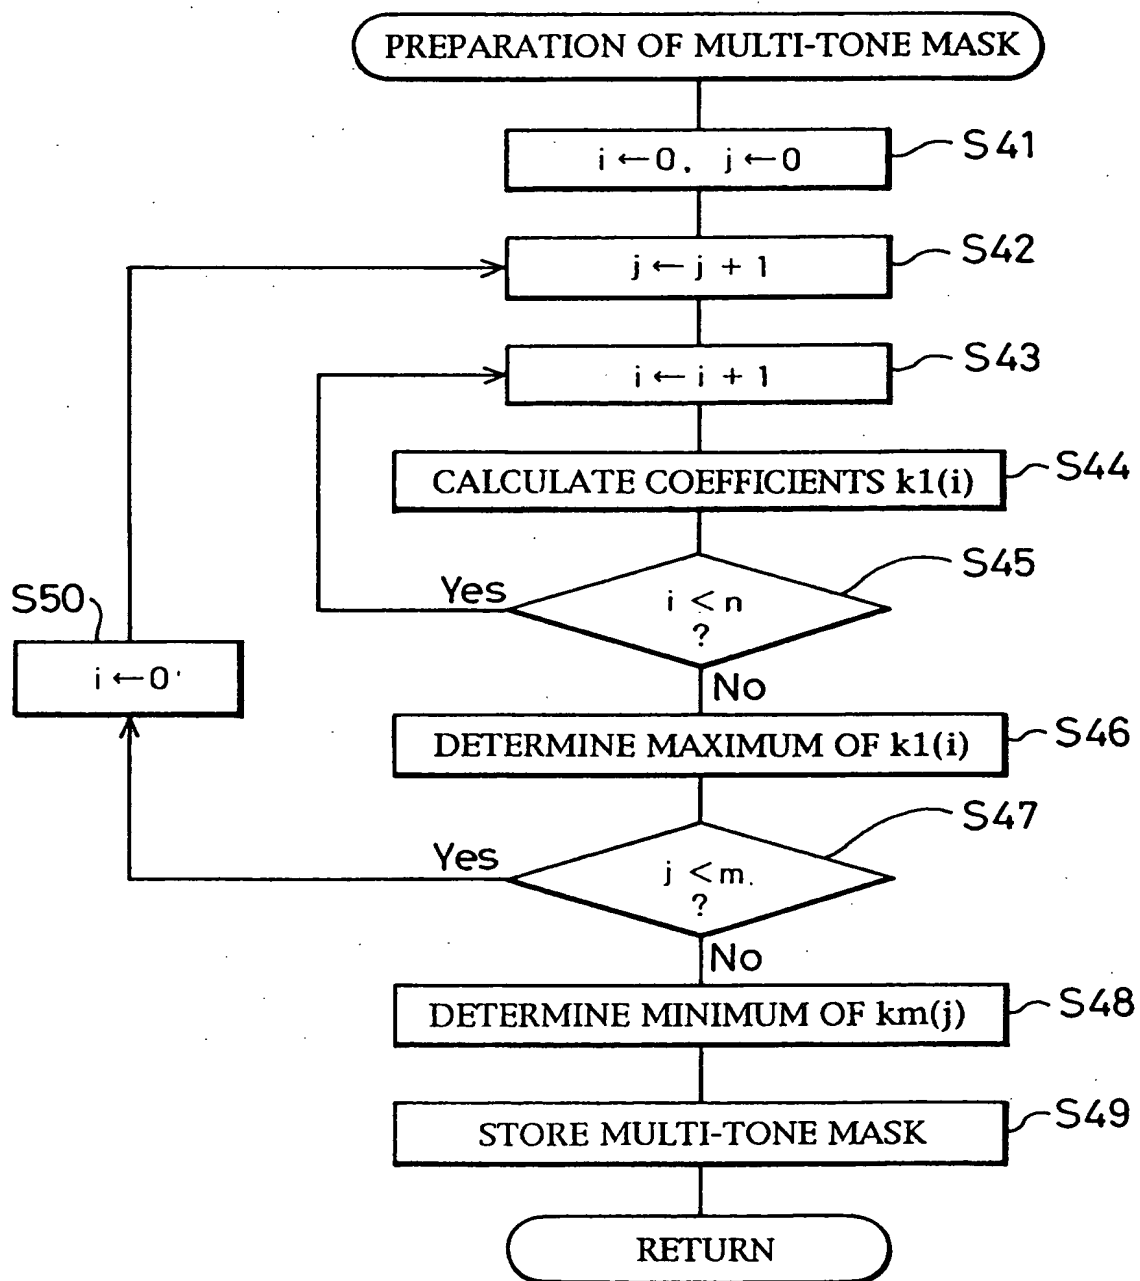 PREPARATION OF MULTI-TONE MASK
i ← 0, j ← 0
S41
j ← j + 1
S42
i ← i + 1
S43
CALCULATE COEFFICIENTS k1(i)
S44
Yes
i < n
?
S45
No
S50
i ← 0
DETERMINE MAXIMUM OF k1(i)
S46
Yes
j < m
?
S47
No
DETERMINE MINIMUM OF km(j)
S48
STORE MULTI-TONE MASK
S49
RETURN